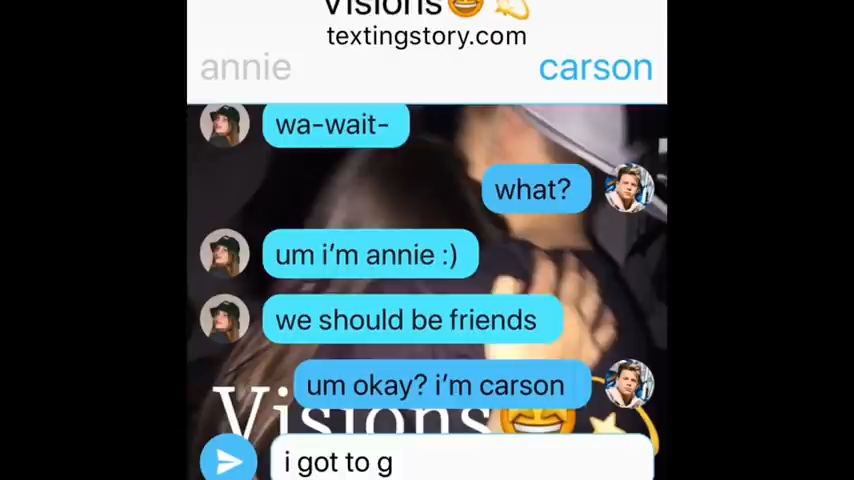 Visions🤩💫
textingstory.com
annie carson
wa-wait-
what?
um i'm annie :)
we should be friends
um okay? i'm carson
Visions🤩💫
i got to g